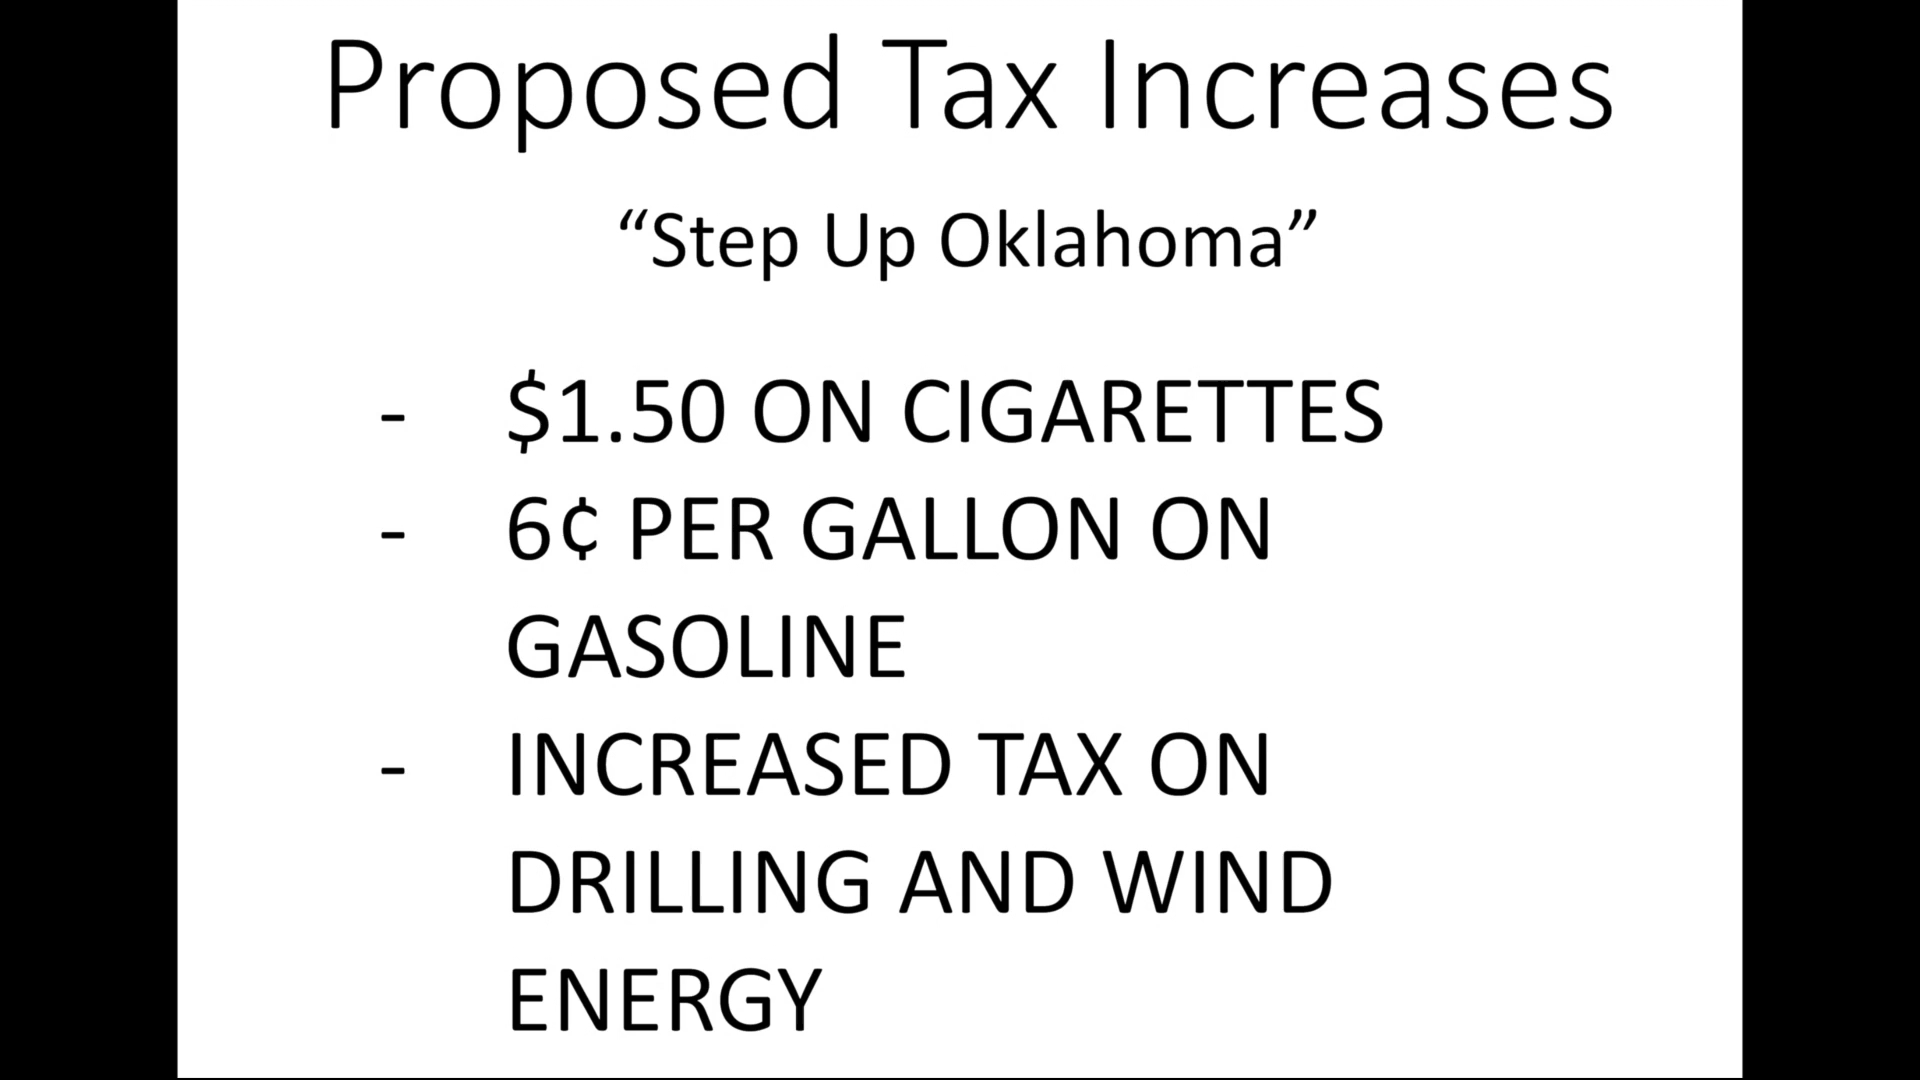 Proposed Tax Increases
“Step Up Oklahoma”
- $1.50 ON CIGARETTES
- 6¢ PER GALLON ON
GASOLINE
- INCREASED TAX ON
DRILLING AND WIND
ENERGY